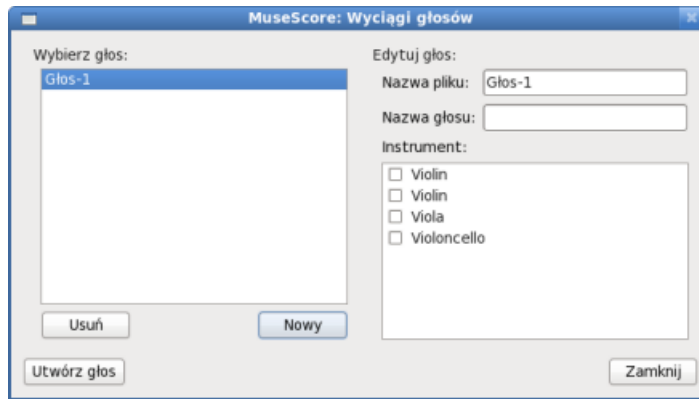 MuseScore: Wyciągi głosów
Wybierz głos:
Głos-1
Usuń
Nowy
Edytuj głos:
Nazwa pliku: Głos-1
Nazwa głosu:
Instrument:
Violin
Violin
Viola
Violoncello
Utwórz głos
Zamknij